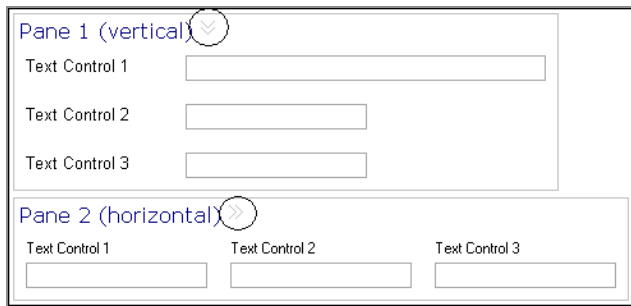 Pane 1 (vertical)
Text Control 1
Text Control 2
Text Control 3
Pane 2 (horizontal)
Text Control 1 Text Control 2 Text Control 3